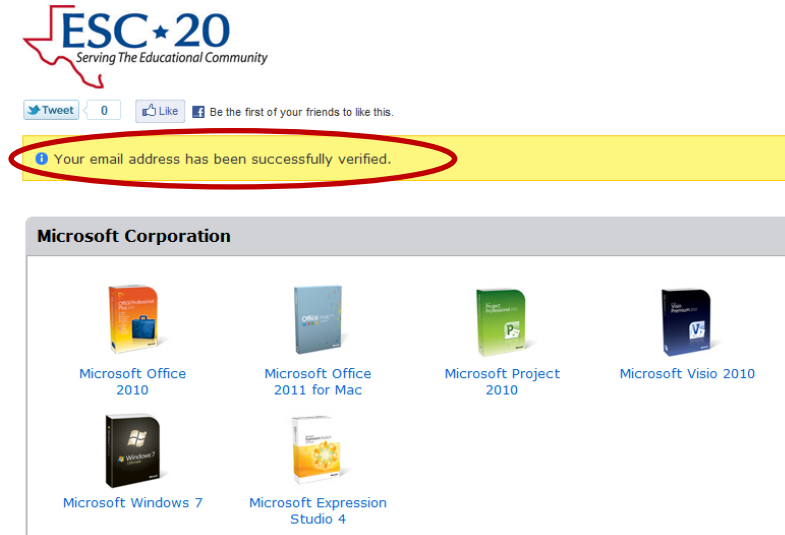 ESC★20
Serving The Educational Community
Tweet 0 Like Be the first of your friends to like this.
Your email address has been successfully verified.
Microsoft Corporation
Microsoft Office
2010
Microsoft Office
2011 for Mac
Microsoft Project
2010
Microsoft Visio 2010
Microsoft Windows 7
Microsoft Expression
Studio 4